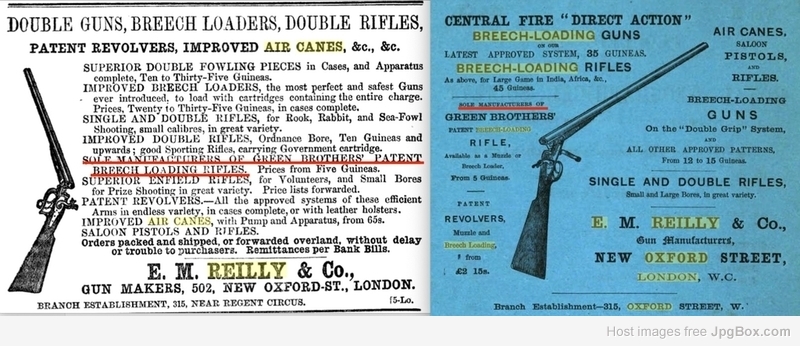 DOUBLE GUNS, BREECH LOADERS, DOUBLE RIFLES,
PATENT REVOLVERS, IMPROVED AIR CANES, &c., &c.
SUPERIOR DOUBLE FOWLING PIECES in Cases, and Apparatus
complete, Ten to Thirty-Five Guineas.
IMPROVED BREECH LOADERS, the most perfect and safest Guns
ever introduced, to load with cartridges containing the entire charge.
Prices, Twenty to Thirty-Five Guineas, in cases complete.
SINGLE AND DOUBLE RIFLES, for Rook, Rabbit, and Sea-Fowl
Shooting, small calibres, in great variety.
IMPROVED DOUBLE RIFLES, Ordnance Bore, Ten Guineas and
upwards; good Sporting Rifles, carrying Government cartridge.
SOLE MANUFACTURERS OF GREEN BROTHERS' PATENT
BREECH LOADING RIFLES. Prices from Five Guineas.
SUPERIOR ENFIELD RIFLES, for Volunteers, and Small Bores
for Prize Shooting in great variety. Price lists forwarded.
PATENT REVOLVERS.—All the approved systems of these efficient
Arms in endless variety, in cases complete, or with leather holsters.
IMPROVED AIR CANES, with Pump and Apparatus, from 65s.
SALOON PISTOLS AND RIFLES.
Orders packed and shipped, or forwarded overland, without delay
or trouble to purchasers. Remittances per Bank Bills.
E. M. REILLY & Co.,
GUN MAKERS, 502, NEW OXFORD-ST., LONDON.
BRANCH ESTABLISHMENT, 315, NEAR REGENT CIRCUS. [5-Lo.
CENTRAL FIRE "DIRECT ACTION"
BREECH-LOADING GUNS
ON OUR
LATEST APPROVED SYSTEM, 35 GUINEAS.
BREECH-LOADING RIFLES
As above, for Large Game in India, Africa, &c.,
45 Guineas.
SOLE MANUFACTURERS OF
GREEN BROTHERS'
PATENT BREECH-LOADING
RIFLE,
Available as a Muzzle or
Breech Loader,
From 5 Guineas.
PATENT
REVOLVERS,
Muzzle and
Breech Loading,
from
£2 15s.
AIR CANES,
SALOON
PISTOLS,
AND
RIFLES.
BREECH-LOADING
GUNS
On the "Double Grip" System,
AND
ALL OTHER APPROVED PATTERNS,
From 12 to 15 Guineas.
SINGLE AND DOUBLE RIFLES,
Small and Large Bores, in great variety.
E. M. REILLY & Co.,
Gun Manufacturers,
NEW OXFORD STREET,
LONDON, W.C.
Branch Establishment—315, OXFORD STREET, W.
Host images free JpgBox.com